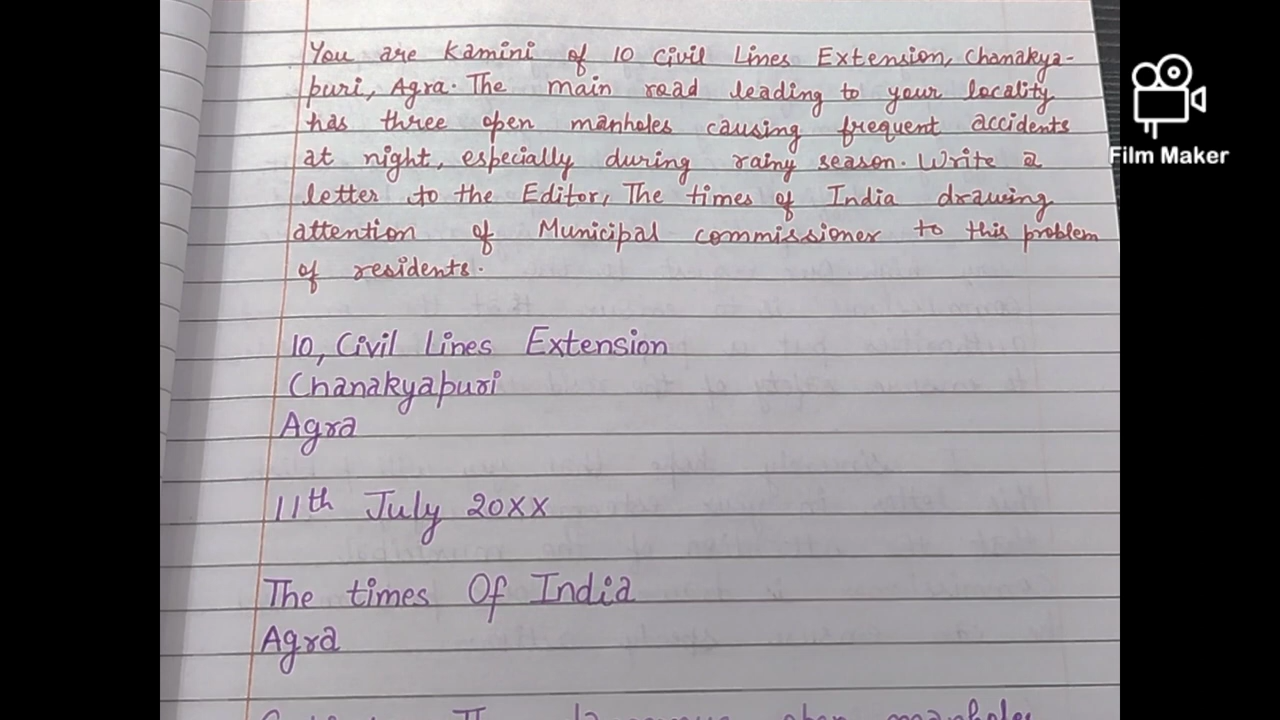 You are Kamini of 10 Civil Lines Extension, Chanakya-
puri, Agra. The main road leading to your locality
has three open manholes causing frequent accidents
at night, especially during rainy season. Write a
letter to the Editor, The times of India drawing
attention of Municipal commissioner to this problem
of residents.
10, Civil Lines Extension
Chanakyapuri
Agra
11th July 20XX
The times Of India
Agra
open manholes
Film Maker